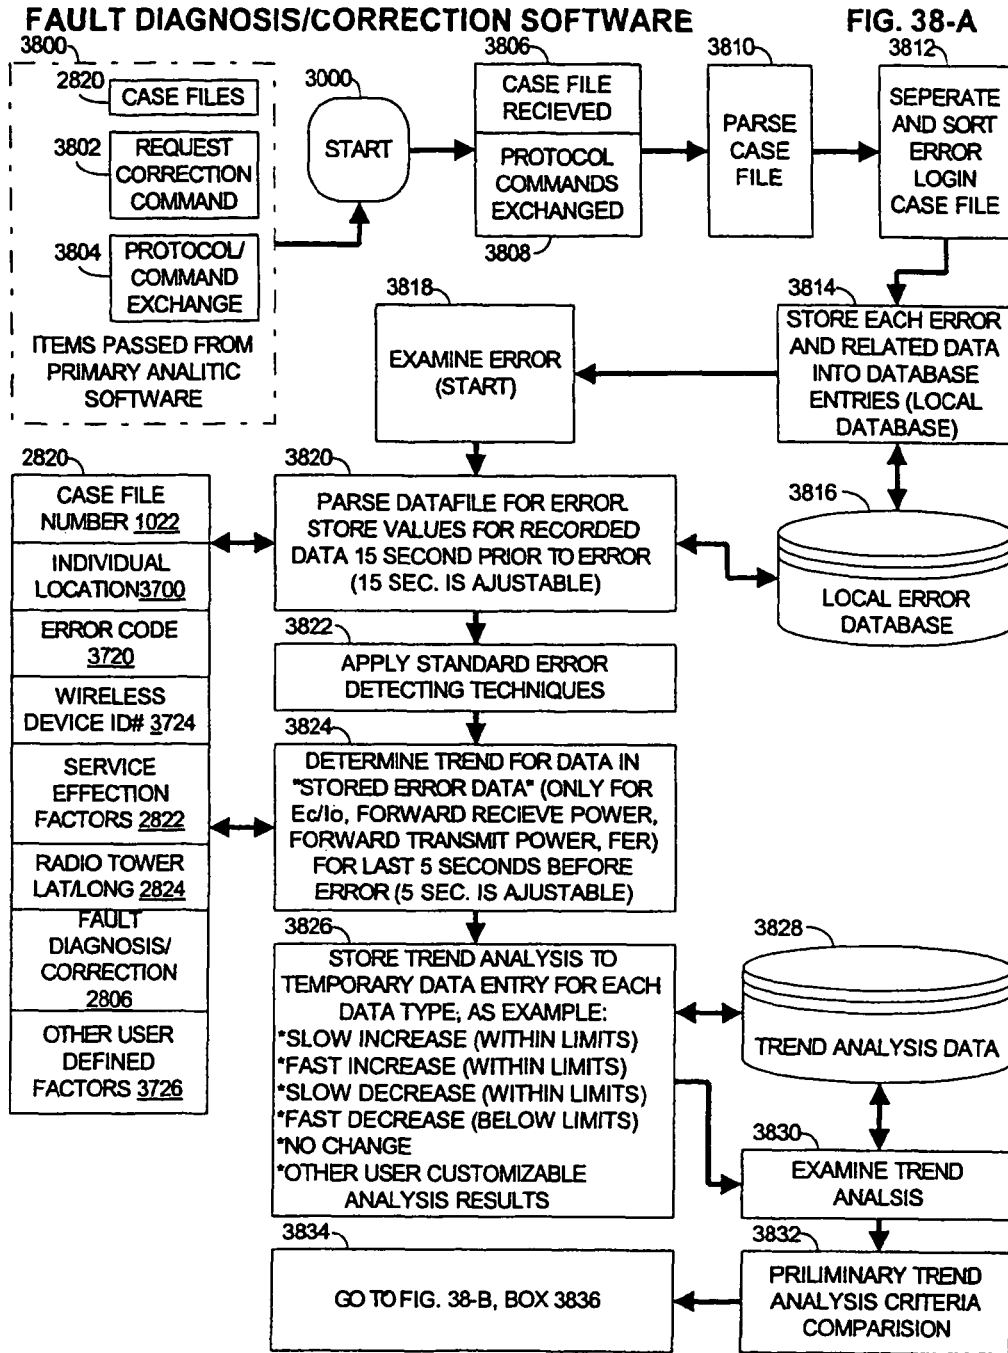 FAULT DIAGNOSIS/CORRECTION SOFTWARE
FIG. 38-A
3800
2820
CASE FILES
3802
REQUEST
CORRECTION
COMMAND
3804
PROTOCOL/
COMMAND
EXCHANGE
ITEMS PASSED FROM
PRIMARY ANALITIC
SOFTWARE
3000
START
3806
CASE FILE
RECIEVED
PROTOCOL
COMMANDS
EXCHANGED
3808
3810
PARSE
CASE
FILE
3812
SEPERATE
AND SORT
ERROR
LOGIN
CASE FILE
3814
STORE EACH ERROR
AND RELATED DATA
INTO DATABASE
ENTRIES (LOCAL
DATABASE)
3816
LOCAL ERROR
DATABASE
3818
EXAMINE ERROR
(START)
3820
PARSE DATAFILE FOR ERROR.
STORE VALUES FOR RECORDED
DATA 15 SECOND PRIOR TO ERROR
(15 SEC. IS AJUSTABLE)
2820
CASE FILE
NUMBER 1022
INDIVIDUAL
LOCATION3700
ERROR CODE
3720
WIRELESS
DEVICE ID# 3724
SERVICE
EFFECTION
FACTORS 2822
RADIO TOWER
LAT/LONG 2824
FAULT
DIAGNOSIS/
CORRECTION
2806
OTHER USER
DEFINED
FACTORS 3726
3822
APPLY STANDARD ERROR
DETECTING TECHNIQUES
3824
DETERMINE TREND FOR DATA IN
"STORED ERROR DATA" (ONLY FOR
Ec/Io, FORWARD RECIEVE POWER,
FORWARD TRANSMIT POWER, FER)
FOR LAST 5 SECONDS BEFORE
ERROR (5 SEC. IS AJUSTABLE)
3826
STORE TREND ANALYSIS TO
TEMPORARY DATA ENTRY FOR EACH
DATA TYPE; AS EXAMPLE:
*SLOW INCREASE (WITHIN LIMITS)
*FAST INCREASE (WITHIN LIMITS)
*SLOW DECREASE (WITHIN LIMITS)
*FAST DECREASE (BELOW LIMITS)
*NO CHANGE
*OTHER USER CUSTOMIZABLE
ANALYSIS RESULTS
3828
TREND ANALYSIS DATA
3830
EXAMINE TREND
ANALSIS
3832
PRILIMINARY TREND
ANALYSIS CRITERIA
COMPARISION
3834
GO TO FIG. 38-B, BOX 3836